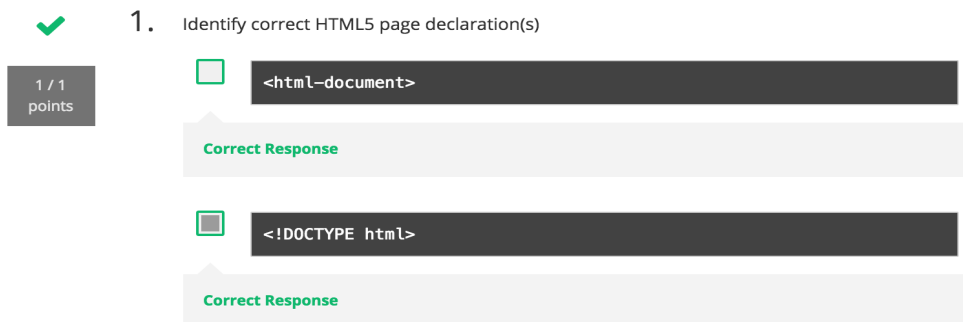 1. Identify correct HTML5 page declaration(s)
1 / 1
points
<html-document>
Correct Response
<!DOCTYPE html>
Correct Response